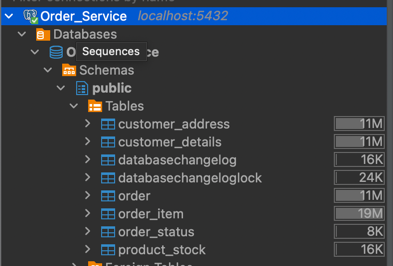 Order_Service localhost:5432
Databases
Sequences
Schemas
public
Tables
customer_address 11M
customer_details 11M
databasechangelog 16K
databasechangeloglock 24K
order 11M
order_item 19M
order_status 8K
product_stock 16K